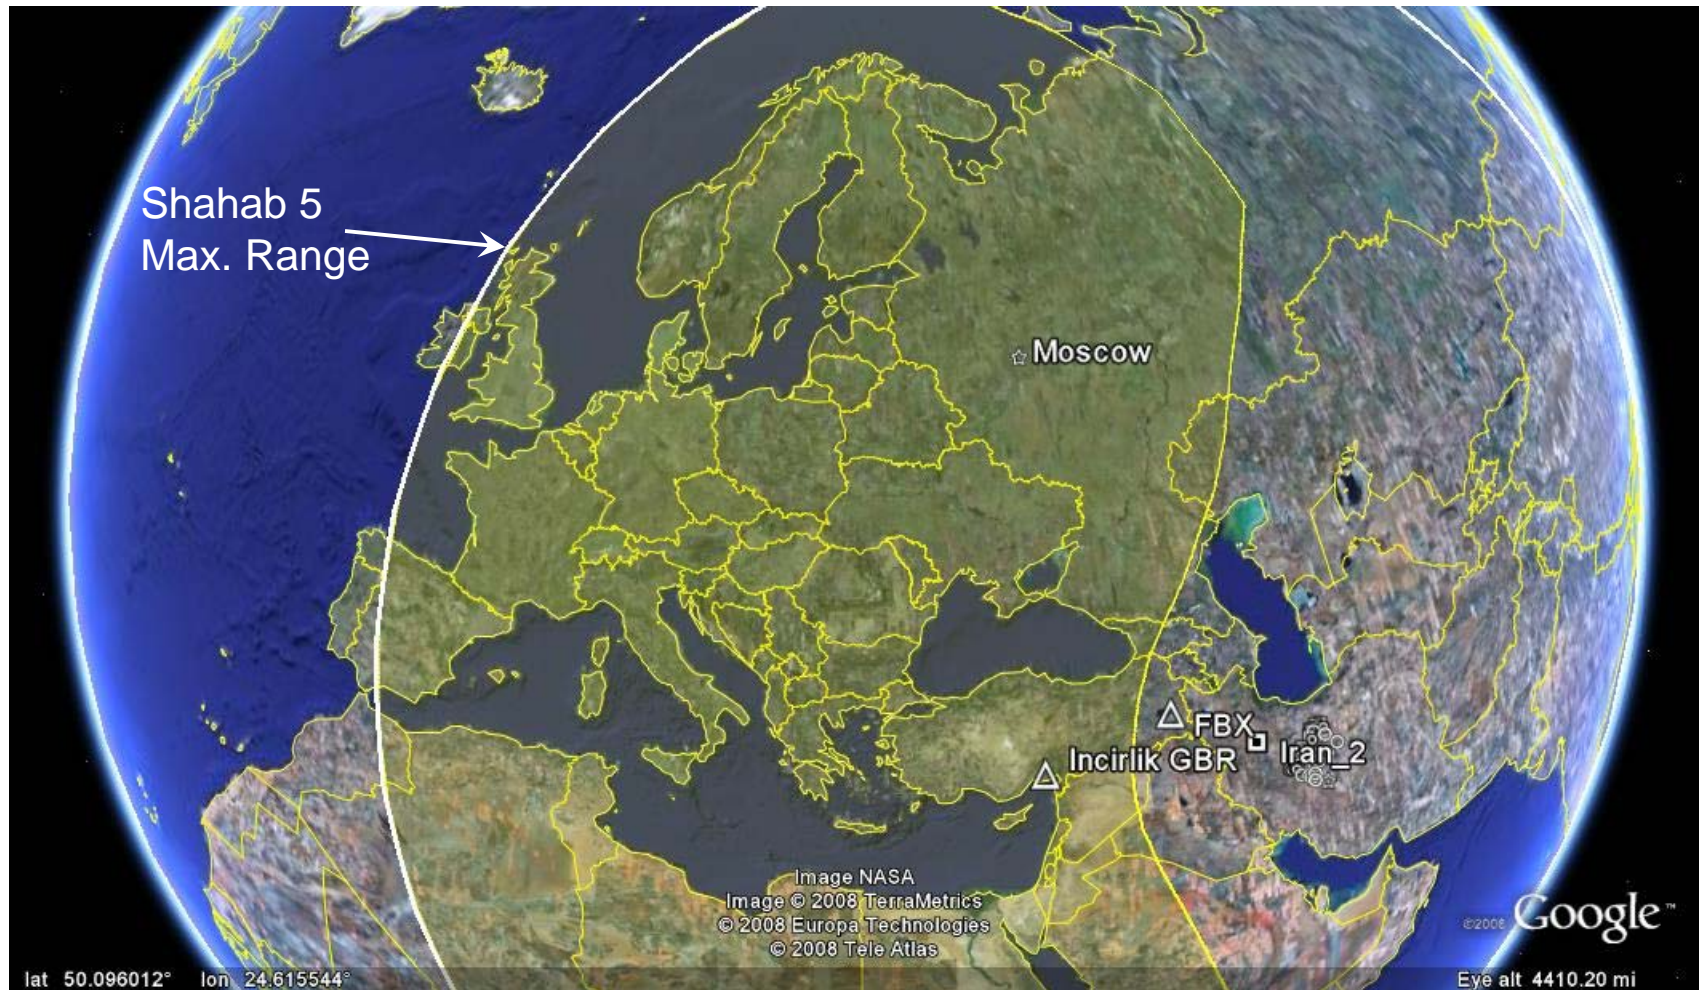 Shahab 5
Max. Range
Moscow
FBX
Iran_2
Incirlik GBR
Image NASA
Image © 2008 TerraMetrics
© 2008 Europa Technologies
© 2008 Tele Atlas
©2008 Google™
lat 50.096012° lon 24.615544°
Eye alt 4410.20 mi